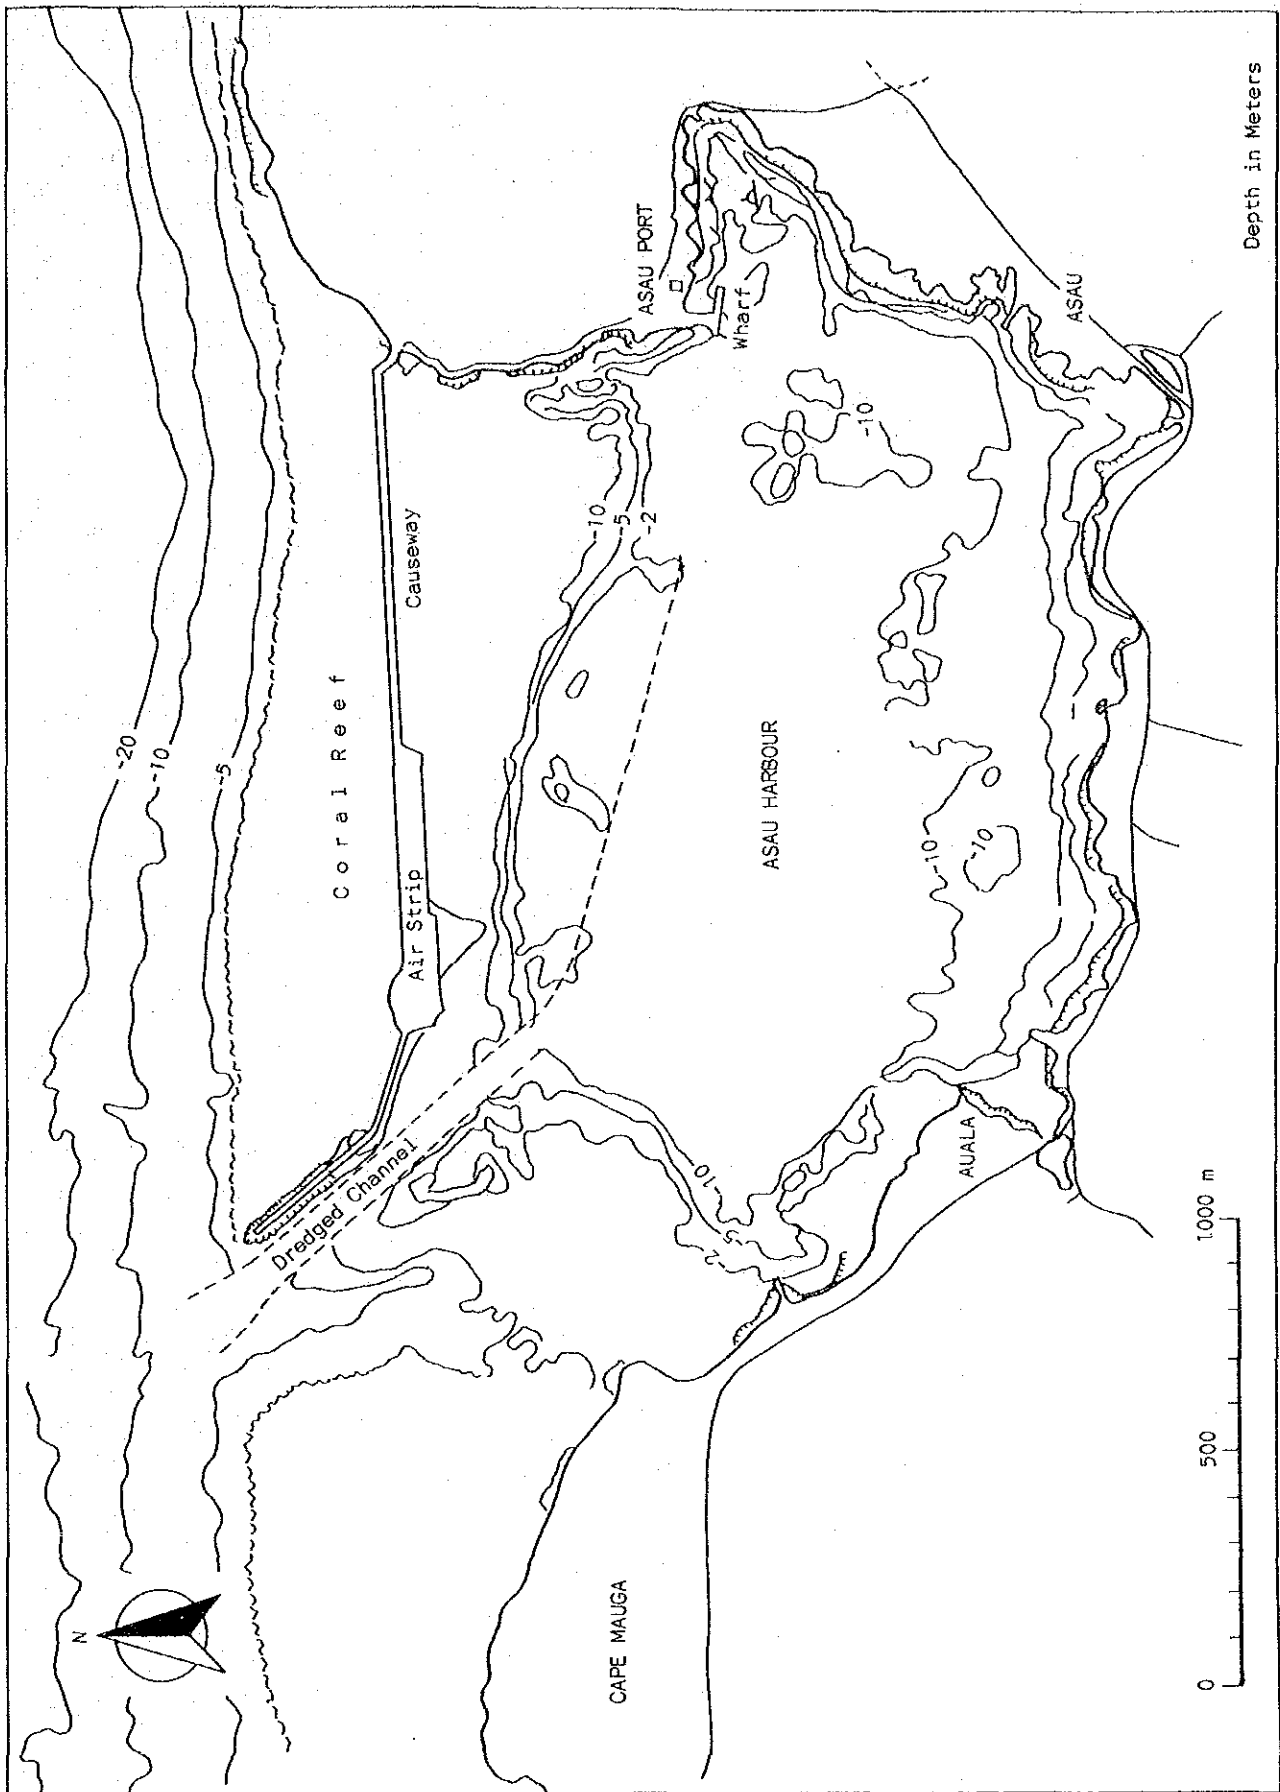 N
-20
-10
-5
Coral Reef
Causeway
Air Strip
Dredged Channel
-10
-5
-2
ASAU PORT
Wharf
-10
ASAU HARBOUR
-10
-10
-10
-5
-2
AUALA
ASAU
CAPE MAUGA
0 500 1000 m
Depth in Meters